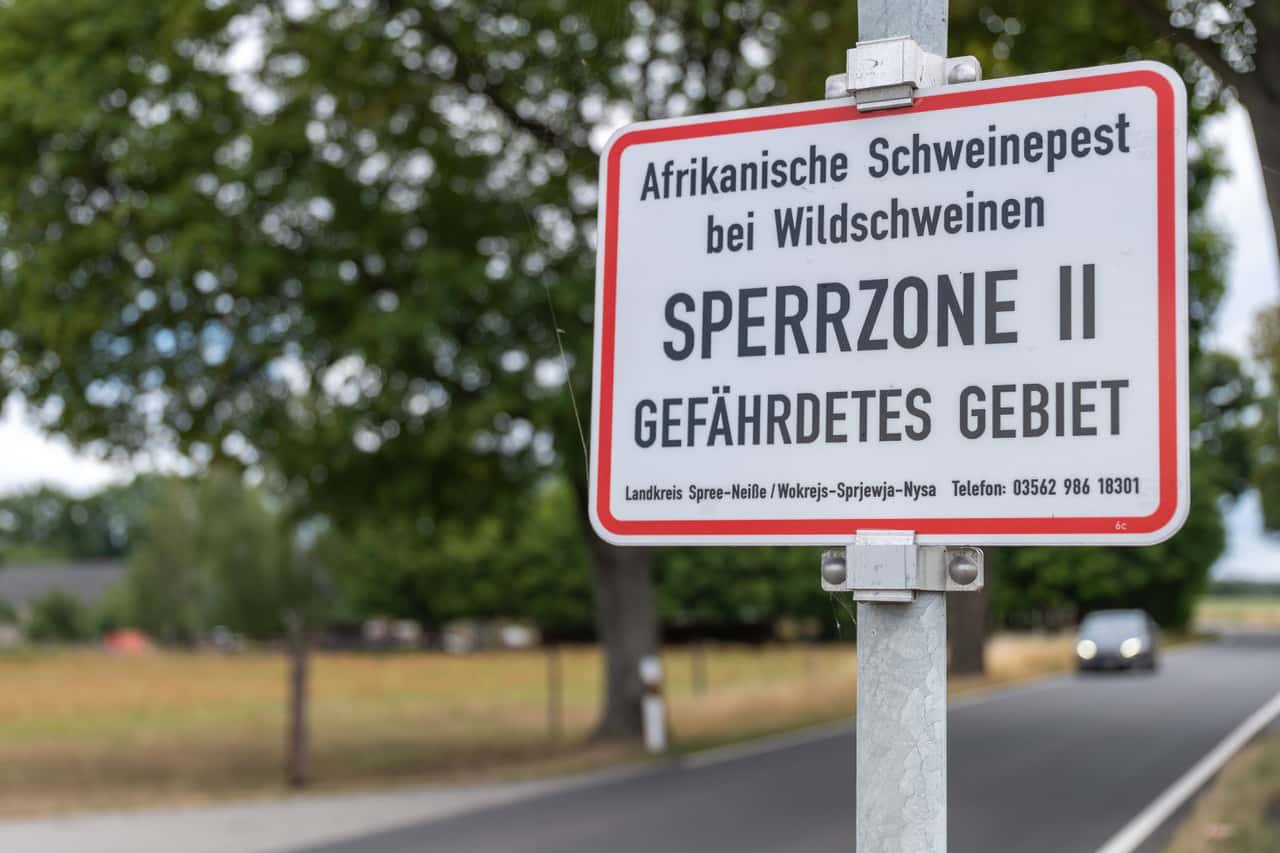 Afrikanische Schweinepest
bei Wildschweinen
SPERRZONE II
GEFÄHRDETES GEBIET
Landkreis Spree-Neiße/Wokrejs-Sprjewja-Nysa Telefon: 03562 986 18301
6c